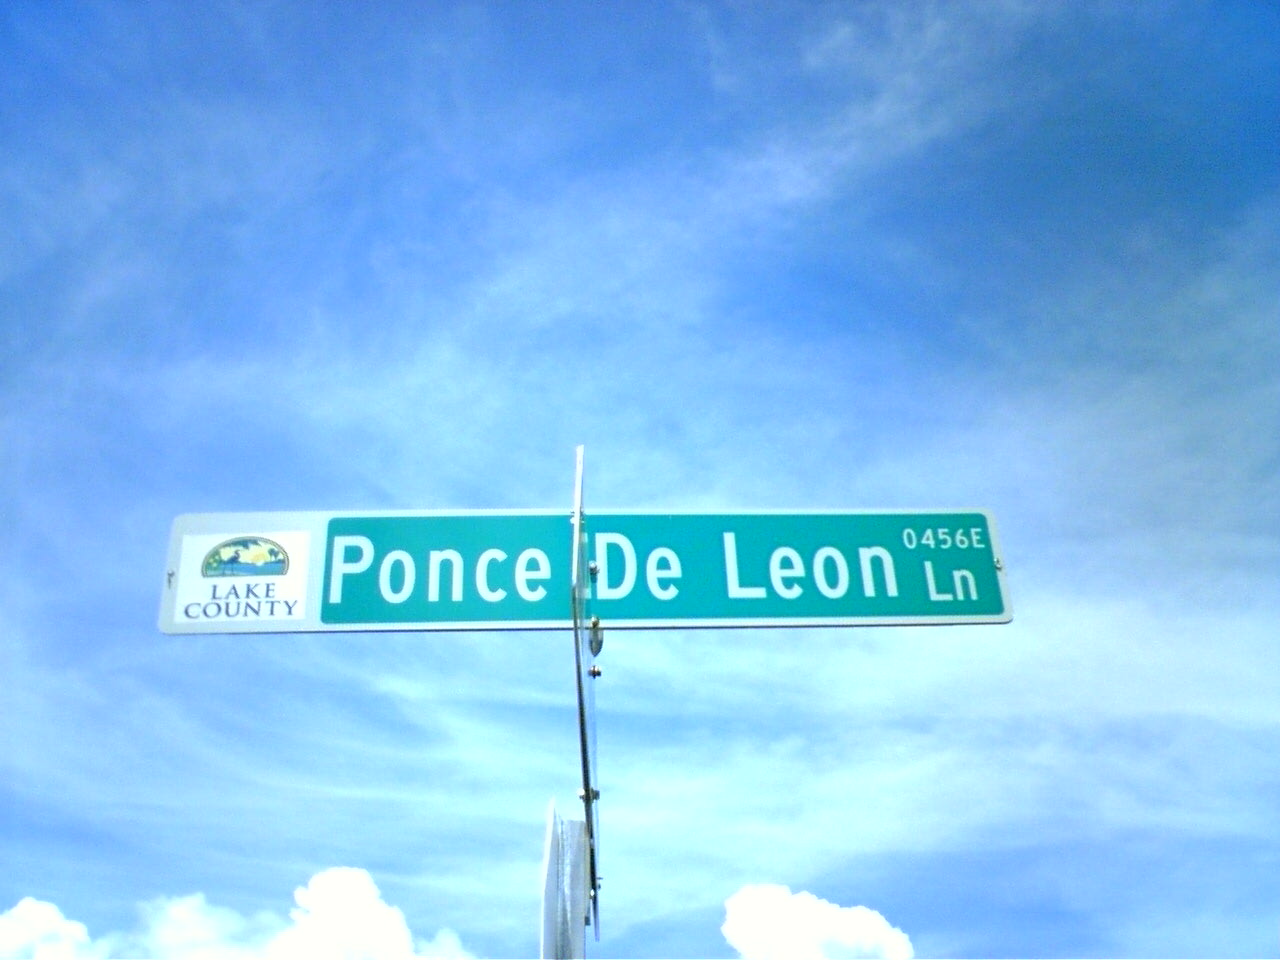 LAKE
COUNTY
Ponce De Leon
0456E
Ln